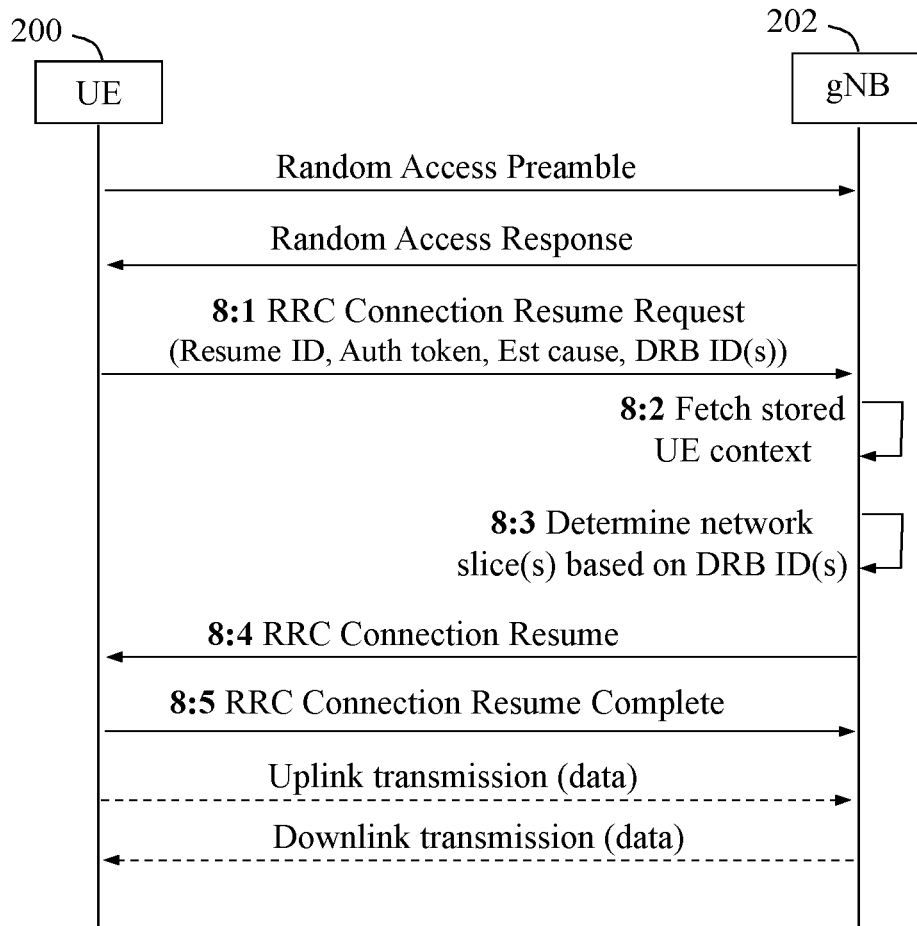 200
202
UE
gNB
Random Access Preamble
Random Access Response
8:1 RRC Connection Resume Request
(Resume ID, Auth token, Est cause, DRB ID(s))
8:2 Fetch stored
UE context
8:3 Determine network
slice(s) based on DRB ID(s)
8:4 RRC Connection Resume
8:5 RRC Connection Resume Complete
Uplink transmission (data)
Downlink transmission (data)